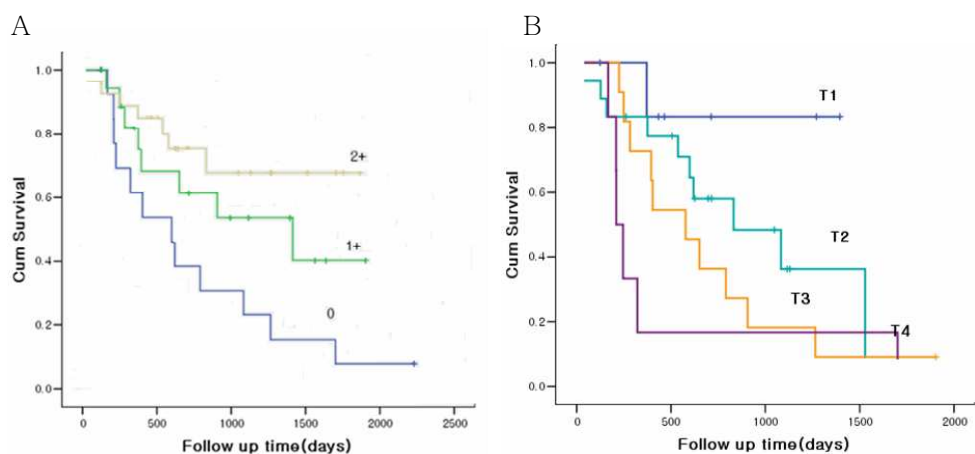 A
Cum Survival
1.0
0.8
0.6
0.4
0.2
0.0
2+
1+
0
0 500 1000 1500 2000 2500
Follow up time(days)
B
Cum Survival
1.0
0.8
0.6
0.4
0.2
0.0
T1
T2
T3
T4
0 500 1000 1500 2000
Follow up time(days)